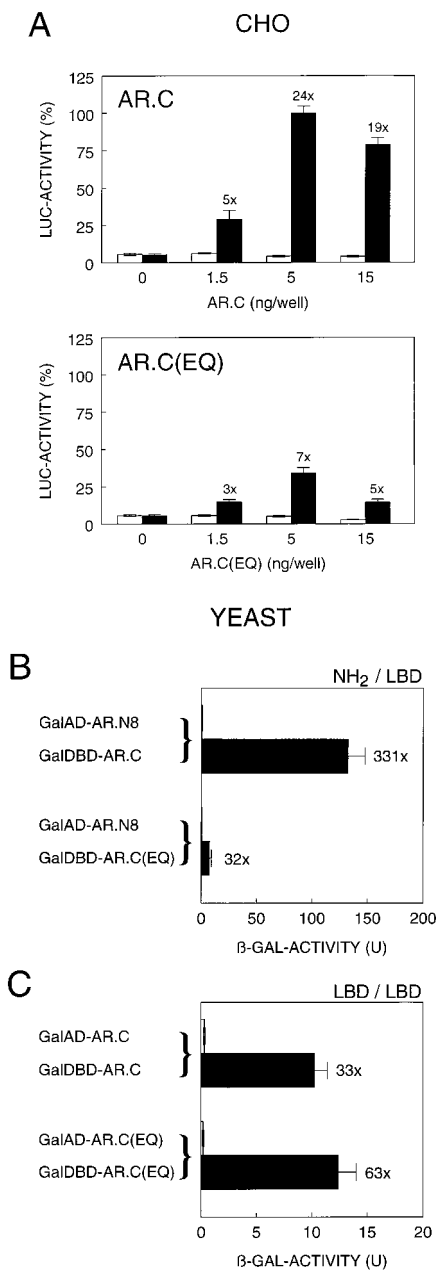 A
CHO
AR.C
LUC-ACTIVITY (%)
125
100
75
50
25
0
5x
24x
19x
0 1.5 5 15
AR.C (ng/well)
AR.C(EQ)
LUC-ACTIVITY (%)
125
100
75
50
25
0
3x
7x
5x
0 1.5 5 15
AR.C(EQ) (ng/well)
YEAST
B
NH₂ / LBD
GalAD-AR.N8
GalDBD-AR.C
331x
GalAD-AR.N8
GalDBD-AR.C(EQ)
32x
0 50 100 150 200
ß-GAL-ACTIVITY (U)
C
LBD / LBD
GalAD-AR.C
GalDBD-AR.C
33x
GalAD-AR.C(EQ)
GalDBD-AR.C(EQ)
63x
0 5 10 15 20
ß-GAL-ACTIVITY (U)